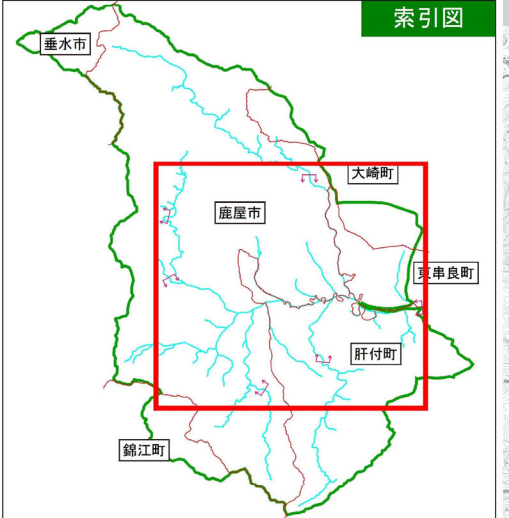 索引図
垂水市
大崎町
鹿屋市
東串良町
肝付町
錦江町